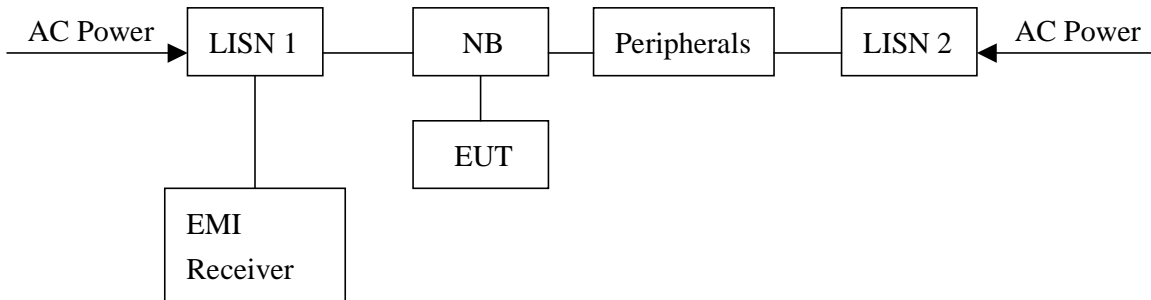 AC Power
LISN 1
NB
Peripherals
LISN 2
AC Power
EUT
EMI
Receiver